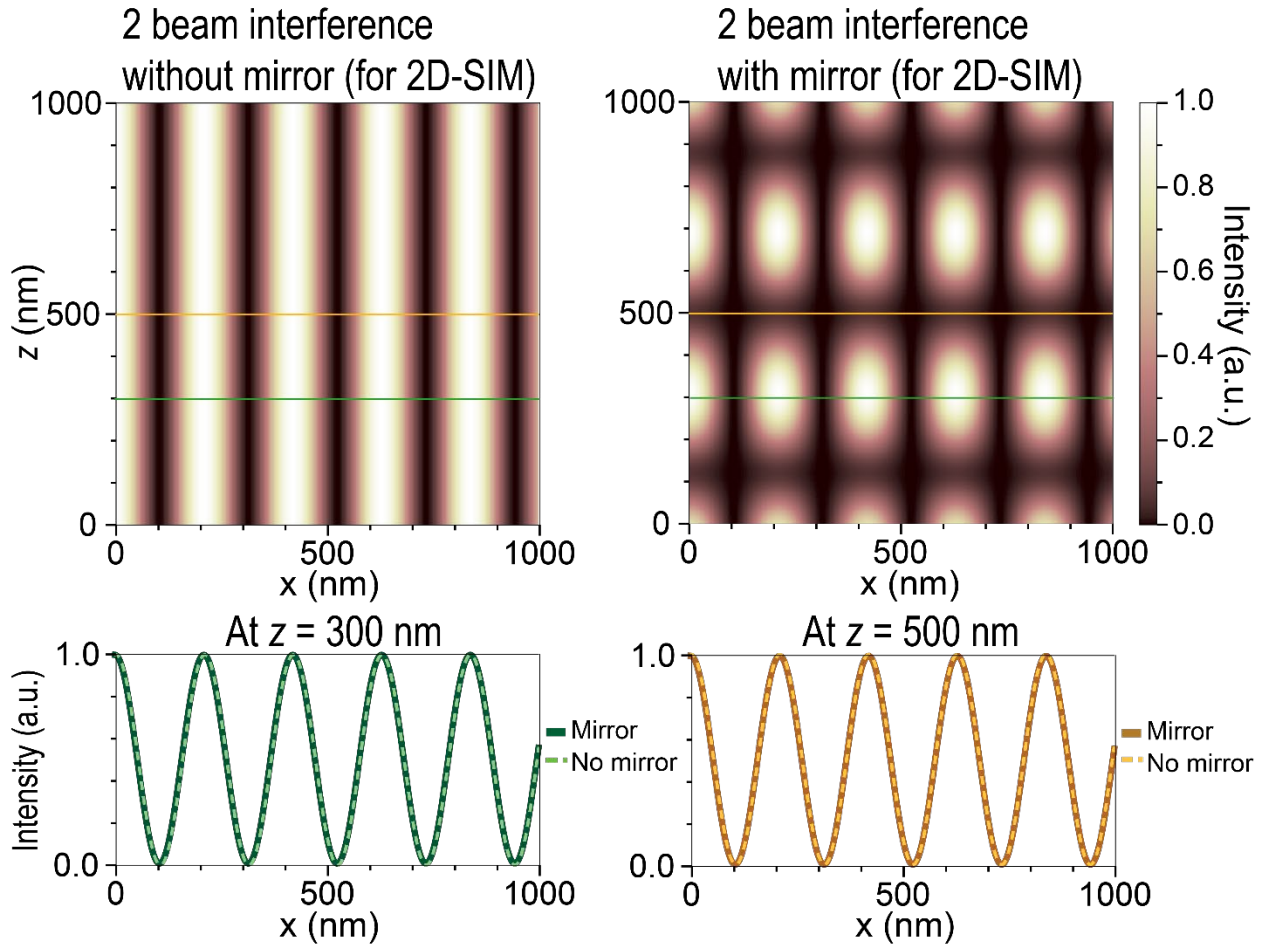 2 beam interference
without mirror (for 2D-SIM)
2 beam interference
with mirror (for 2D-SIM)
1000
500
0
z (nm)
0
500
1000
x (nm)
1000
500
0
0
500
1000
x (nm)
1.0
0.8
0.6
0.4
0.2
0.0
Intensity (a.u.)
At z = 300 nm
1.0
0.0
Intensity (a.u.)
0
500
1000
x (nm)
Mirror
No mirror
At z = 500 nm
1.0
0.0
0
500
1000
x (nm)
Mirror
No mirror